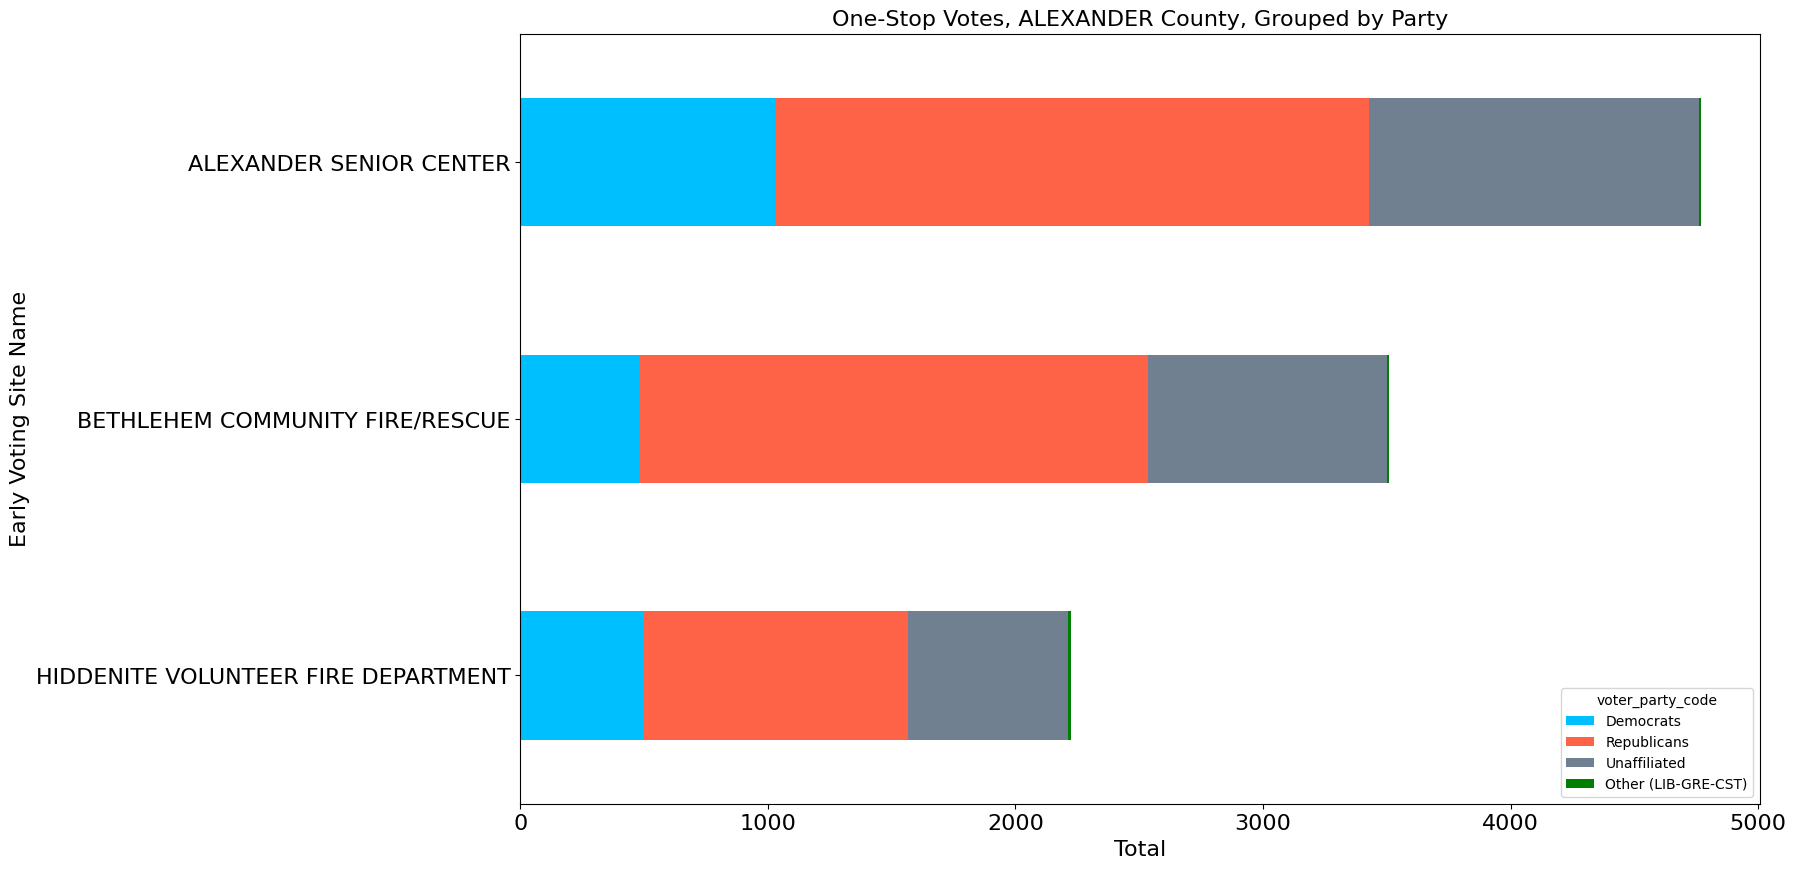 One-Stop Votes, ALEXANDER County, Grouped by Party
Early Voting Site Name
ALEXANDER SENIOR CENTER
BETHLEHEM COMMUNITY FIRE/RESCUE
HIDDENITE VOLUNTEER FIRE DEPARTMENT
voter_party_code
Democrats
Republicans
Unaffiliated
Other (LIB-GRE-CST)
0 1000 2000 3000 4000 5000
Total